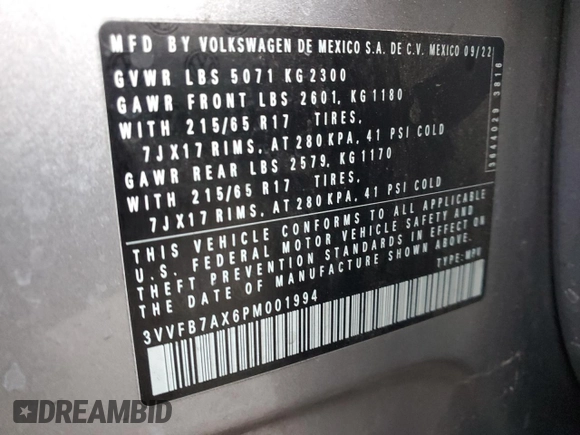 MFD BY VOLKSWAGEN DE MEXICO S.A. DE C.V. MEXICO 09/22
GVWR LBS 5071 KG 2300
GAWR FRONT LBS 2601, KG 1180
WITH 215/65 R17 TIRES,
7JX17 RIMS, AT 280 KPA, 41 PSI COLD
GAWR REAR LBS 2579, KG 1170
WITH 215/65 R17 TIRES,
7JX17 RIMS, AT 280 KPA, 41 PSI COLD
THIS VEHICLE CONFORMS TO ALL APPLICABLE
U.S. FEDERAL MOTOR VEHICLE SAFETY AND
THEFT PREVENTION STANDARDS IN EFFECT ON
THE DATE OF MANUFACTURE SHOWN ABOVE.
TYPE: MPV
3VVFB7AX6PM001994
3644029 3816
DREAMBID